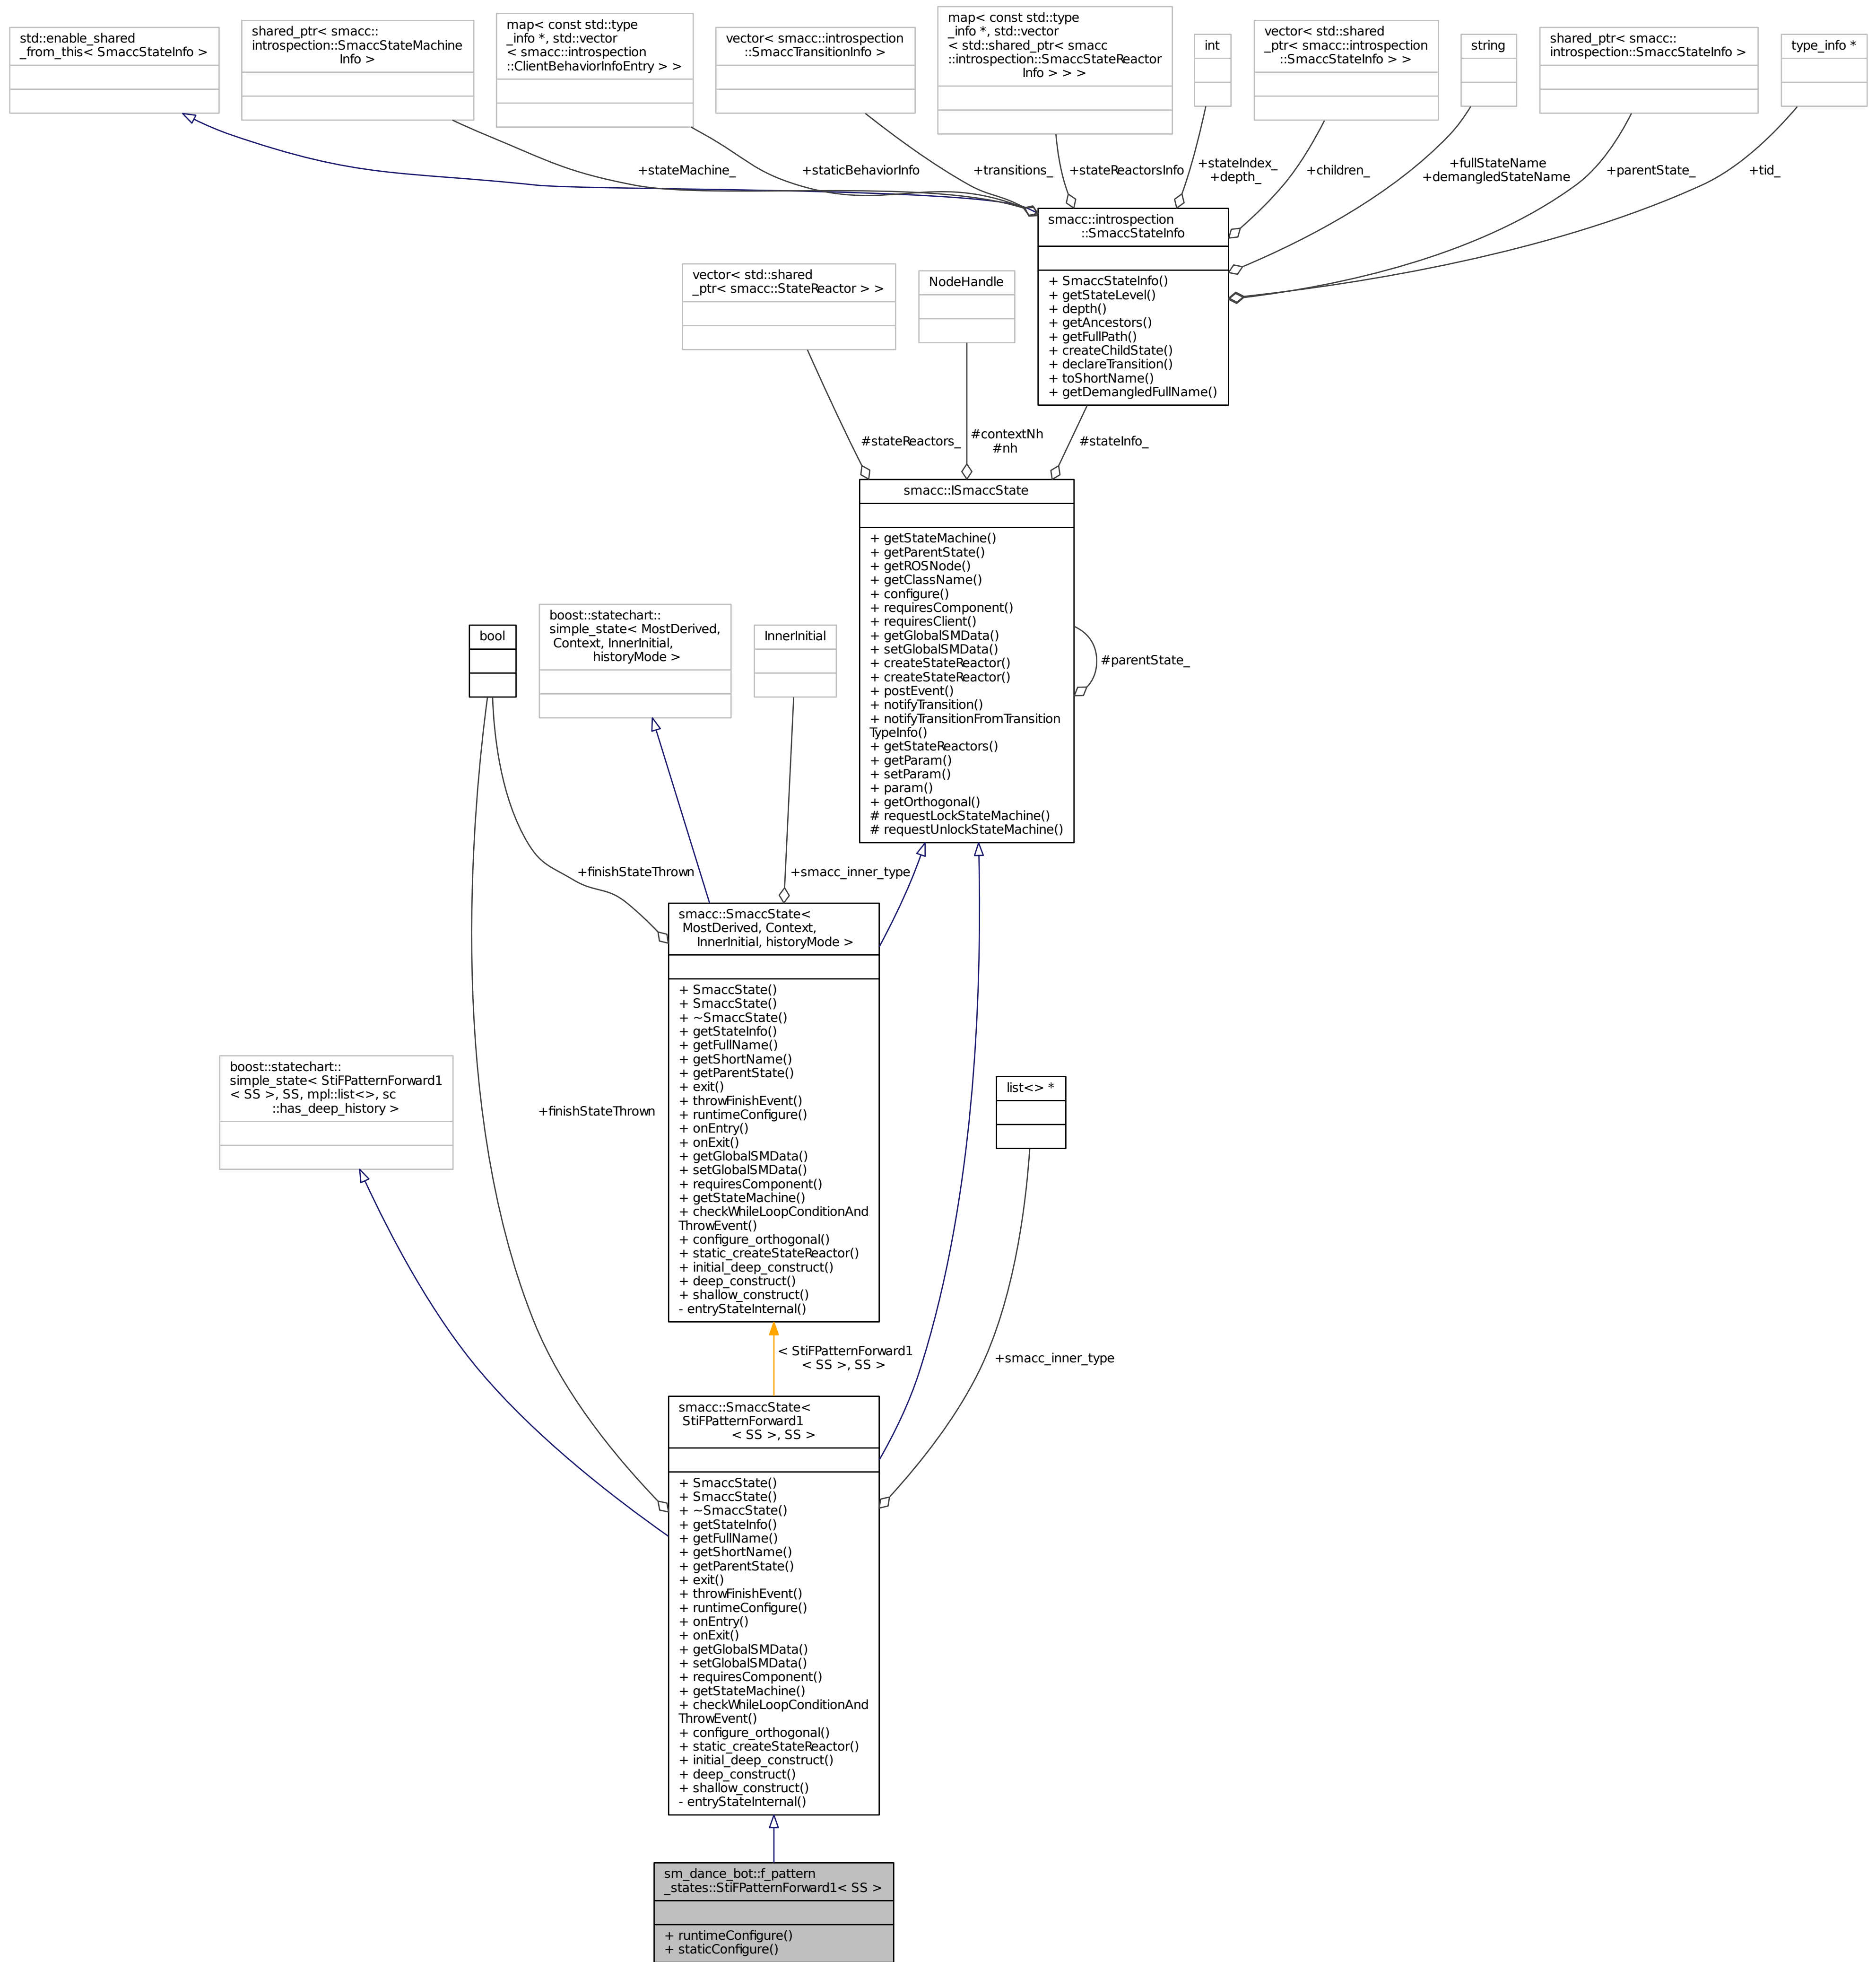 std::enable_shared
_from_this< SmaccStateInfo >
shared_ptr< smacc::
introspection::SmaccStateMachine
Info >
map< const std::type
_info *, std::vector
< smacc::introspection
::ClientBehaviorInfoEntry > >
vector< smacc::introspection
::SmaccTransitionInfo >
map< const std::type
_info *, std::vector
< std::shared_ptr< smacc
::introspection::SmaccStateReactor
Info > > >
int
vector< std::shared
_ptr< smacc::introspection
::SmaccStateInfo > >
string
shared_ptr< smacc::
introspection::SmaccStateInfo >
type_info *
+stateMachine_
+staticBehaviorInfo
+transitions_
+stateReactorsInfo
+stateIndex_
+depth_
+children_
+fullStateName
+demangledStateName
+parentState_
+tid_
smacc::introspection
::SmaccStateInfo
+ SmaccStateInfo()
+ getStateLevel()
+ depth()
+ getAncestors()
+ getFullPath()
+ createChildState()
+ declareTransition()
+ toShortName()
+ getDemangledFullName()
vector< std::shared
_ptr< smacc::StateReactor > >
NodeHandle
#stateReactors_
#contextNh
#nh
#stateInfo_
smacc::ISmaccState
+ getStateMachine()
+ getParentState()
+ getROSNode()
+ getClassName()
+ configure()
+ requiresComponent()
+ requiresClient()
+ getGlobalSMData()
+ setGlobalSMData()
+ createStateReactor()
+ createStateReactor()
+ postEvent()
+ notifyTransition()
+ notifyTransitionFromTransition
TypeInfo()
+ getStateReactors()
+ getParam()
+ setParam()
+ param()
+ getOrthogonal()
# requestLockStateMachine()
# requestUnlockStateMachine()
#parentState_
bool
boost::statechart::
simple_state< MostDerived,
Context, InnerInitial,
historyMode >
InnerInitial
+finishStateThrown
+smacc_inner_type
smacc::SmaccState<
MostDerived, Context,
InnerInitial, historyMode >
+ SmaccState()
+ SmaccState()
+ ~SmaccState()
+ getStateInfo()
+ getFullName()
+ getShortName()
+ getParentState()
+ exit()
+ throwFinishEvent()
+ runtimeConfigure()
+ onEntry()
+ onExit()
+ getGlobalSMData()
+ setGlobalSMData()
+ requiresComponent()
+ getStateMachine()
+ checkWhileLoopConditionAnd
ThrowEvent()
+ configure_orthogonal()
+ static_createStateReactor()
+ initial_deep_construct()
+ deep_construct()
+ shallow_construct()
- entryStateInternal()
boost::statechart::
simple_state< StiFPatternForward1
< SS >, SS, mpl::list<>, sc
::has_deep_history >
+finishStateThrown
list<> *
< StiFPatternForward1
< SS >, SS >
+smacc_inner_type
smacc::SmaccState<
StiFPatternForward1
< SS >, SS >
+ SmaccState()
+ SmaccState()
+ ~SmaccState()
+ getStateInfo()
+ getFullName()
+ getShortName()
+ getParentState()
+ exit()
+ throwFinishEvent()
+ runtimeConfigure()
+ onEntry()
+ onExit()
+ getGlobalSMData()
+ setGlobalSMData()
+ requiresComponent()
+ getStateMachine()
+ checkWhileLoopConditionAnd
ThrowEvent()
+ configure_orthogonal()
+ static_createStateReactor()
+ initial_deep_construct()
+ deep_construct()
+ shallow_construct()
- entryStateInternal()
sm_dance_bot::f_pattern
_states::StiFPatternForward1< SS >
+ runtimeConfigure()
+ staticConfigure()